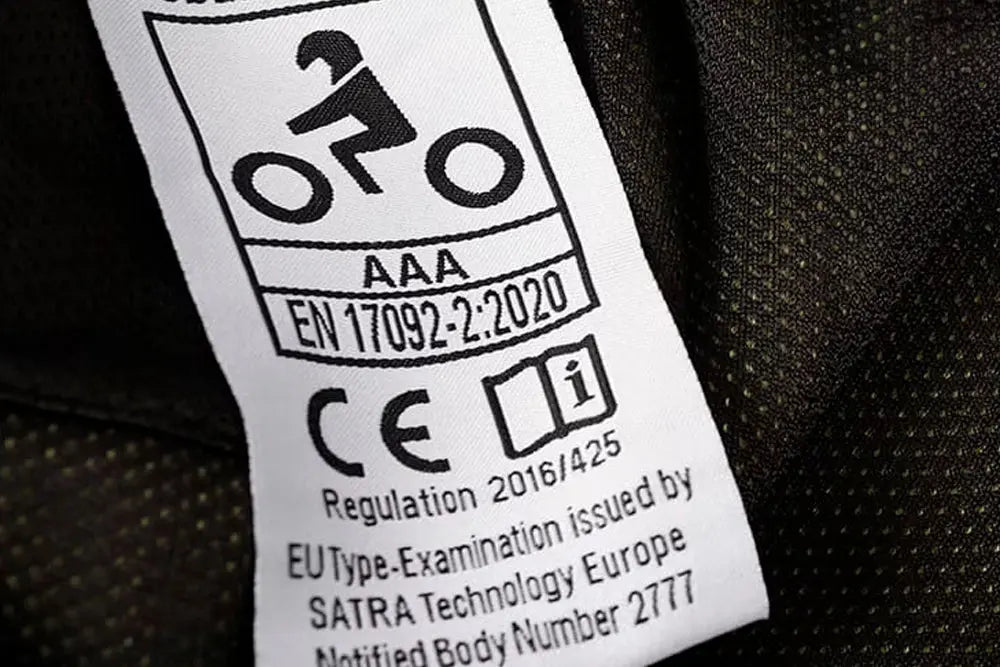 AAA
EN 17092-2:2020
CE i
Regulation 2016/425
EU Type-Examination issued by
SATRA Technology Europe
Notified Body Number 2777